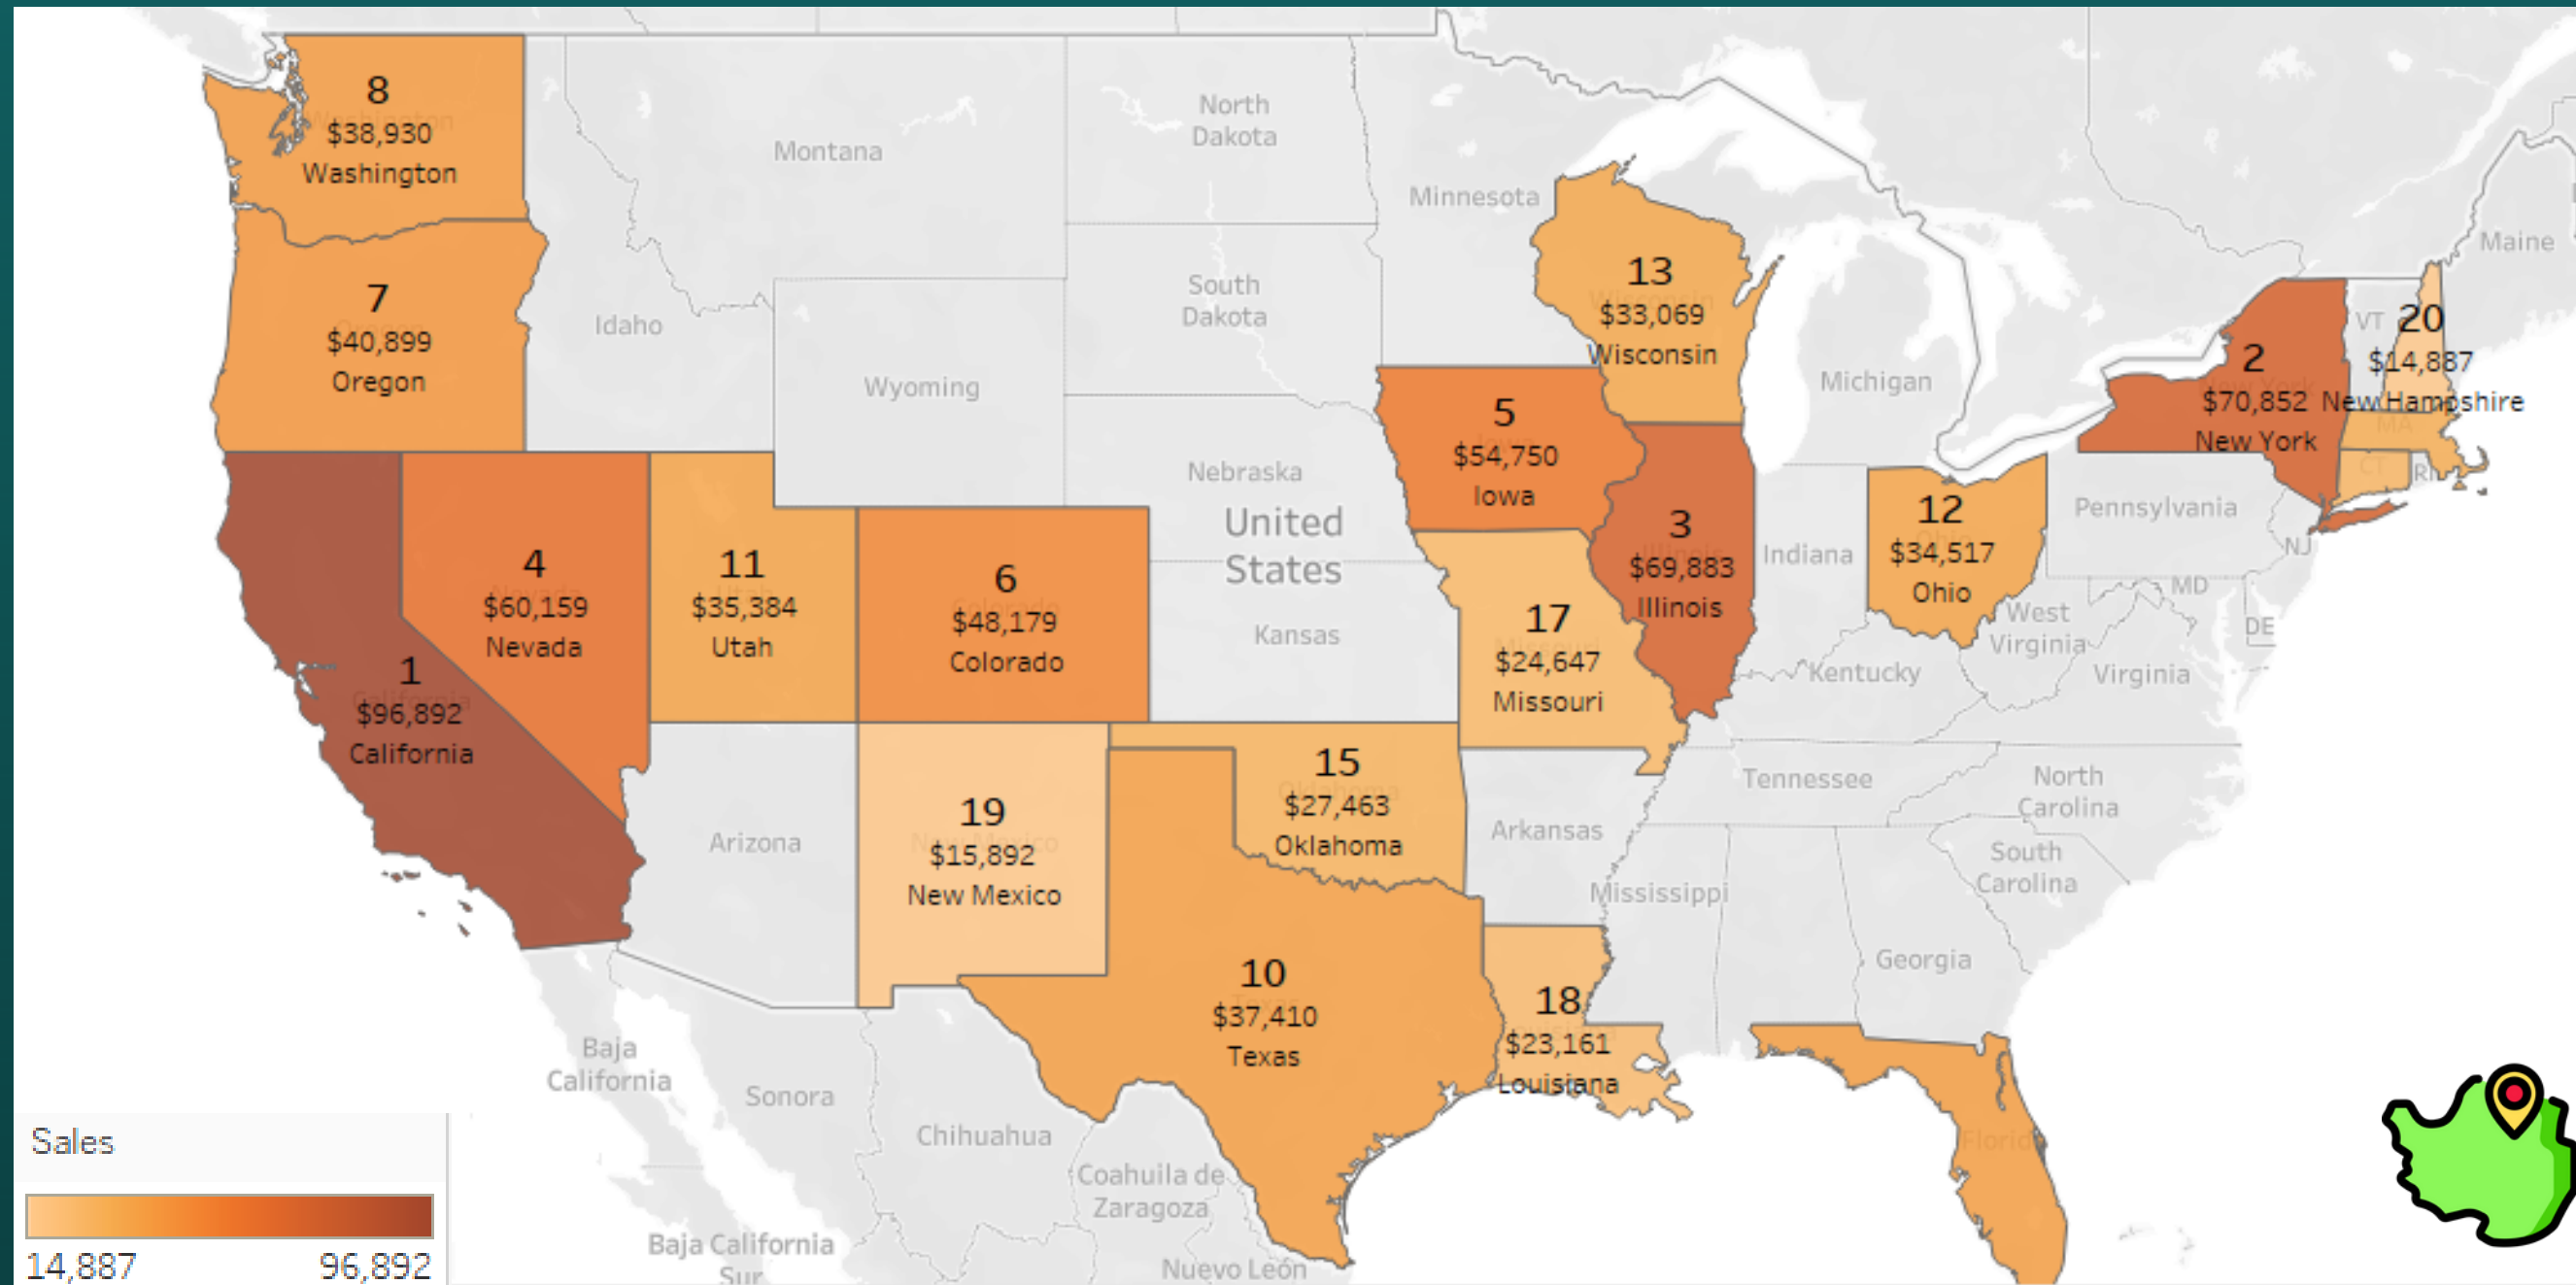 8
$38,930
Washington
7
$40,899
Oregon
1
$96,892
California
4
$60,159
Nevada
11
$35,384
Utah
6
$48,179
Colorado
19
$15,892
New Mexico
10
$37,410
Texas
15
$27,463
Oklahoma
5
$54,750
Iowa
13
$33,069
Wisconsin
3
$69,883
Illinois
17
$24,647
Missouri
18
$23,161
Louisiana
12
$34,517
Ohio
2
$70,852
New York
20
$14,887
New Hampshire
Montana
North
Dakota
Minnesota
South
Dakota
Idaho
Wyoming
Nebraska
United
States
Kansas
Michigan
Indiana
Kentucky
West
Virginia
Virginia
Pennsylvania
Maine
VT
MA
CT
RI
NJ
MD
DE
Tennessee
North
Carolina
South
Carolina
Arkansas
Mississippi
Georgia
Florida
Arizona
Baja
California
Sonora
Chihuahua
Coahuila de
Zaragoza
Baja California
Sur
Nuevo León
Sales
14,887
96,892